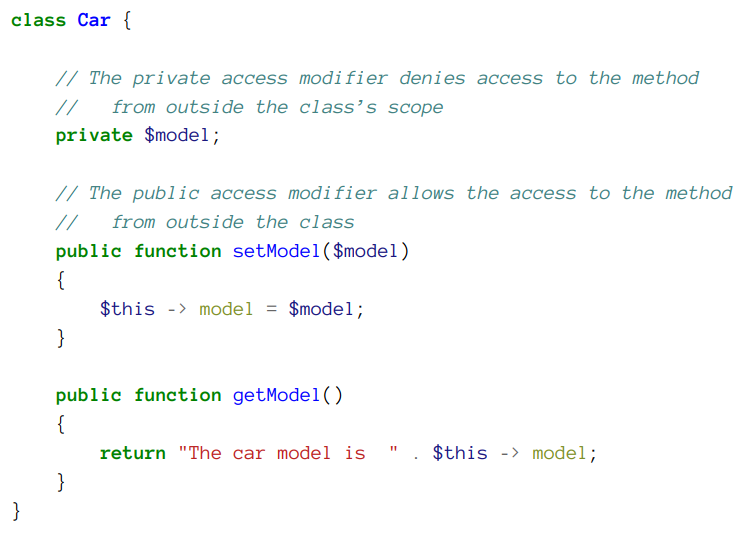 class Car {
    // The private access modifier denies access to the method
    //   from outside the class’s scope
    private $model;
    // The public access modifier allows the access to the method
    //   from outside the class
    public function setModel($model)
    {
        $this -> model = $model;
    }
    public function getModel()
    {
        return "The car model is  " . $this -> model;
    }
}